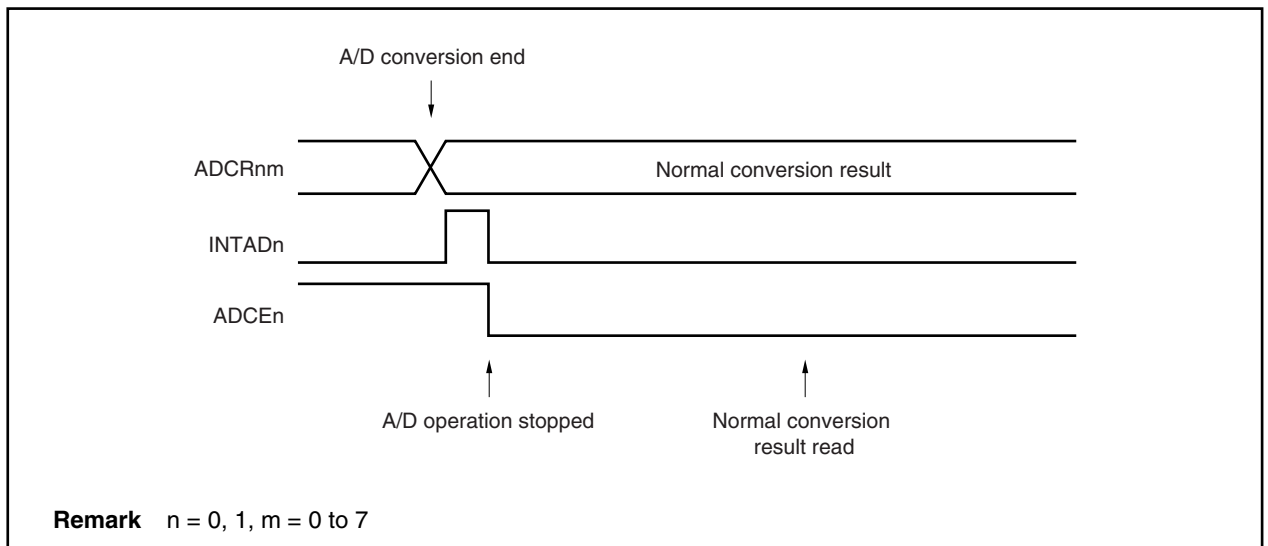 A/D conversion end
ADCRnm
Normal conversion result
INTADn
ADCEn
A/D operation stopped
Normal conversion
result read
Remark n = 0, 1, m = 0 to 7